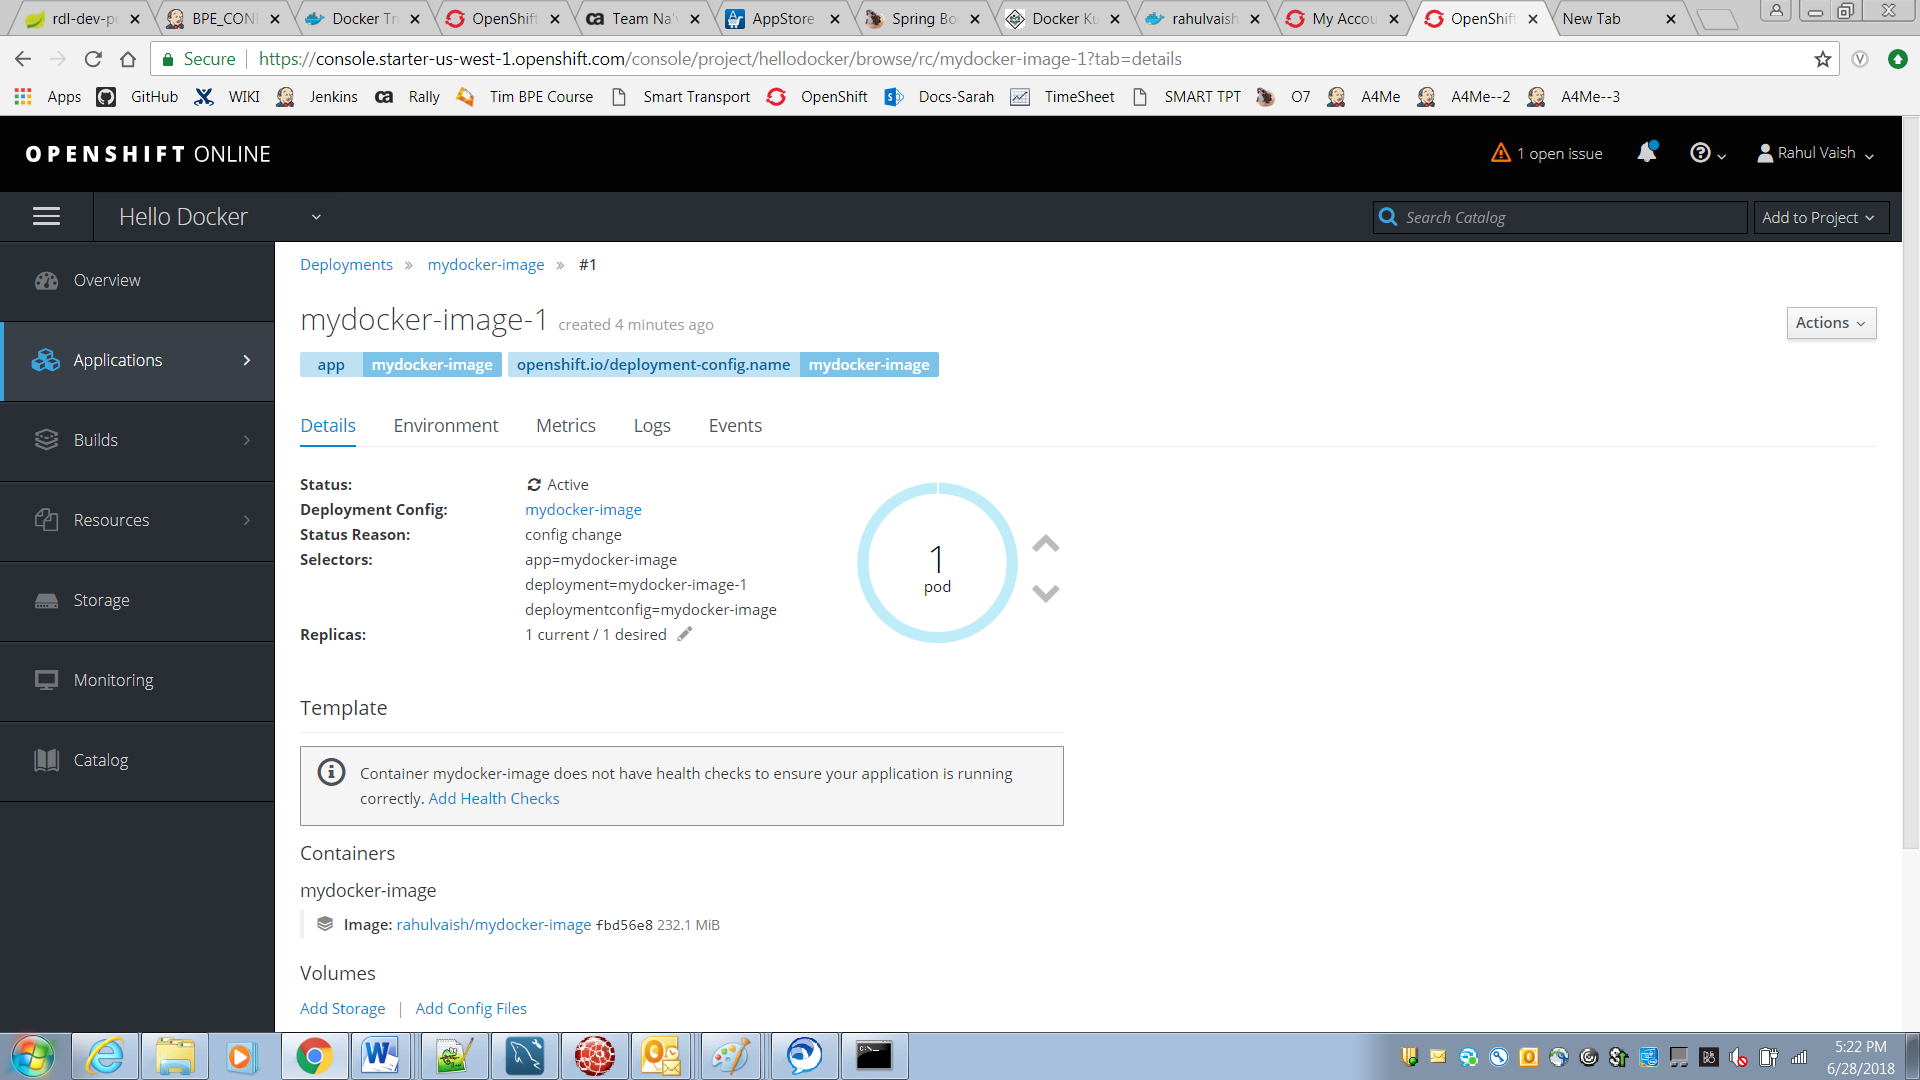 rdl-dev-p
BPE_CON
Docker Tr
OpenShift
Team Na'
AppStore
Spring Bo
Docker Ku
rahulvaish
My Accou
OpenShift
New Tab
Secure
https://console.starter-us-west-1.openshift.com/console/project/hellodocker/browse/rc/mydocker-image-1?tab=details
Apps GitHub WIKI Jenkins Rally Tim BPE Course Smart Transport OpenShift Docs-Sarah TimeSheet SMART TPT O7 A4Me A4Me--2 A4Me--3
OPENSHIFT ONLINE
1 open issue
Rahul Vaish
Hello Docker
Search Catalog
Add to Project
Overview
Applications
Builds
Resources
Storage
Monitoring
Catalog
Deployments » mydocker-image » #1
mydocker-image-1 created 4 minutes ago
Actions
app mydocker-image openshift.io/deployment-config.name mydocker-image
Details Environment Metrics Logs Events
Status: Active
Deployment Config: mydocker-image
Status Reason: config change
Selectors: app=mydocker-image
deployment=mydocker-image-1
deploymentconfig=mydocker-image
Replicas: 1 current / 1 desired
1
pod
Template
Container mydocker-image does not have health checks to ensure your application is running
correctly. Add Health Checks
Containers
mydocker-image
Image: rahulvaish/mydocker-image fbd56e8 232.1 MiB
Volumes
Add Storage | Add Config Files
5:22 PM
6/28/2018